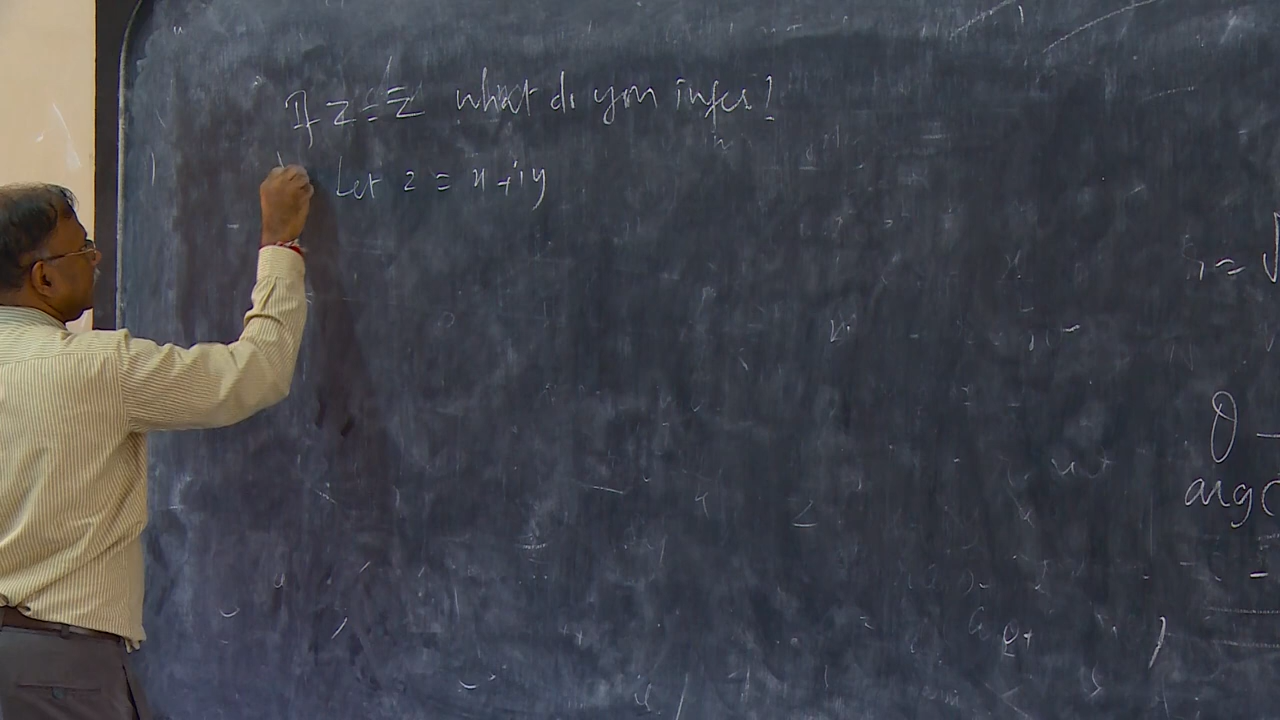 If z = z̅ what do you infer?
Let z = x + iy
r = √
θ -
arg(